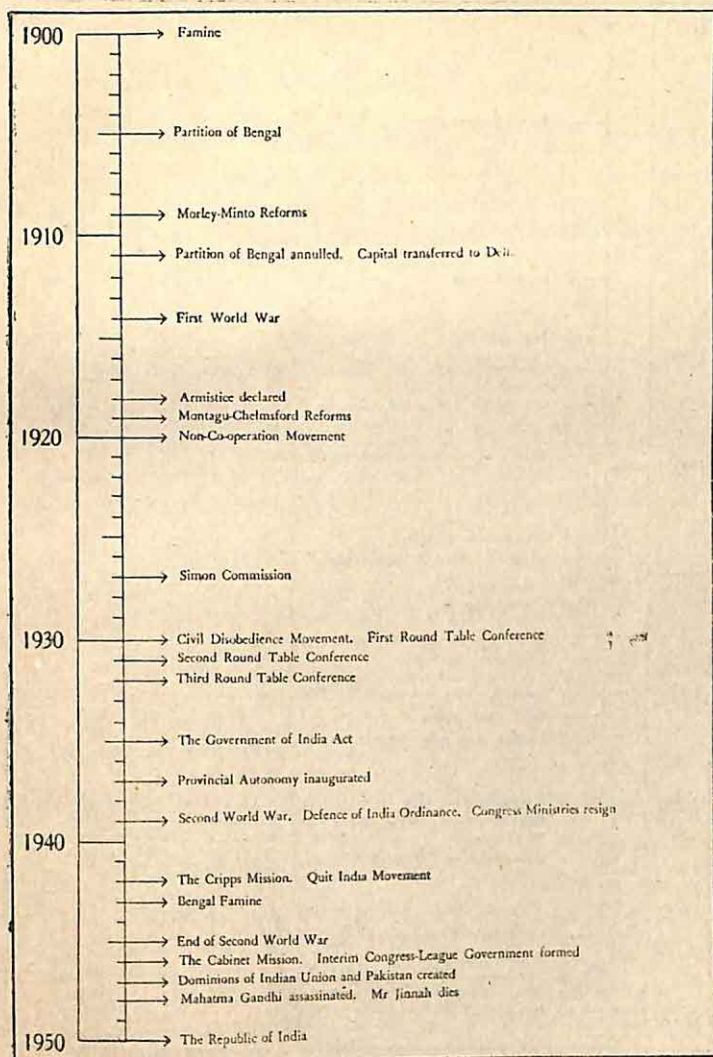 1900
Famine
Partition of Bengal
Morley-Minto Reforms
1910
Partition of Bengal annulled. Capital transferred to
First World War
Armistice declared
Montagu-Chelmsford Reforms
1920
Non-Co-operation Movement
Simon Commission
1930
Civil Disobedience Movement. First Round Table Conference
Second Round Table Conference
Third Round Table Conference
The Government of India Act
Provincial Autonomy inaugurated
Second World War. Defence of India Ordinance. Congress Ministries resign
1940
The Cripps Mission. Quit India Movement
Bengal Famine
End of Second World War
The Cabinet Mission. Interim Congress-League Government formed
Dominions of Indian Union and Pakistan created
Mahatma Gandhi assassinated. Mr Jinnah dies
1950
The Republic of India